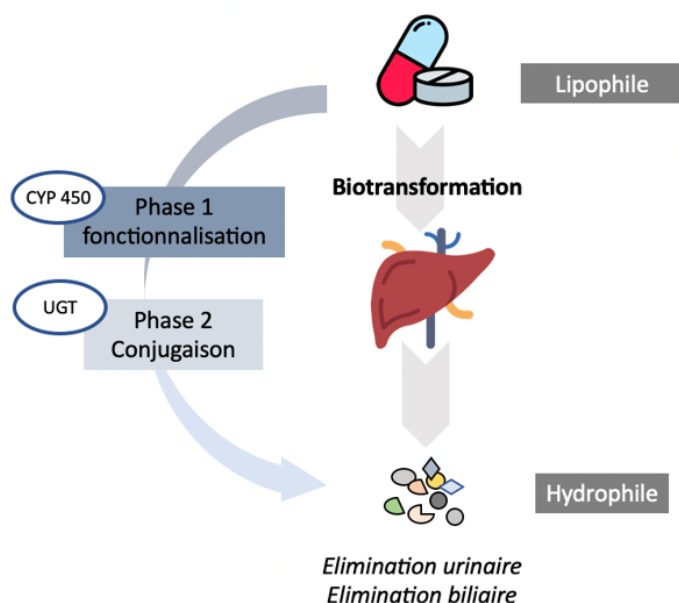 Lipophile
Biotransformation
CYP 450
Phase 1
fonctionnalisation
UGT
Phase 2
Conjugaison
Hydrophile
Elimination urinaire
Elimination biliaire